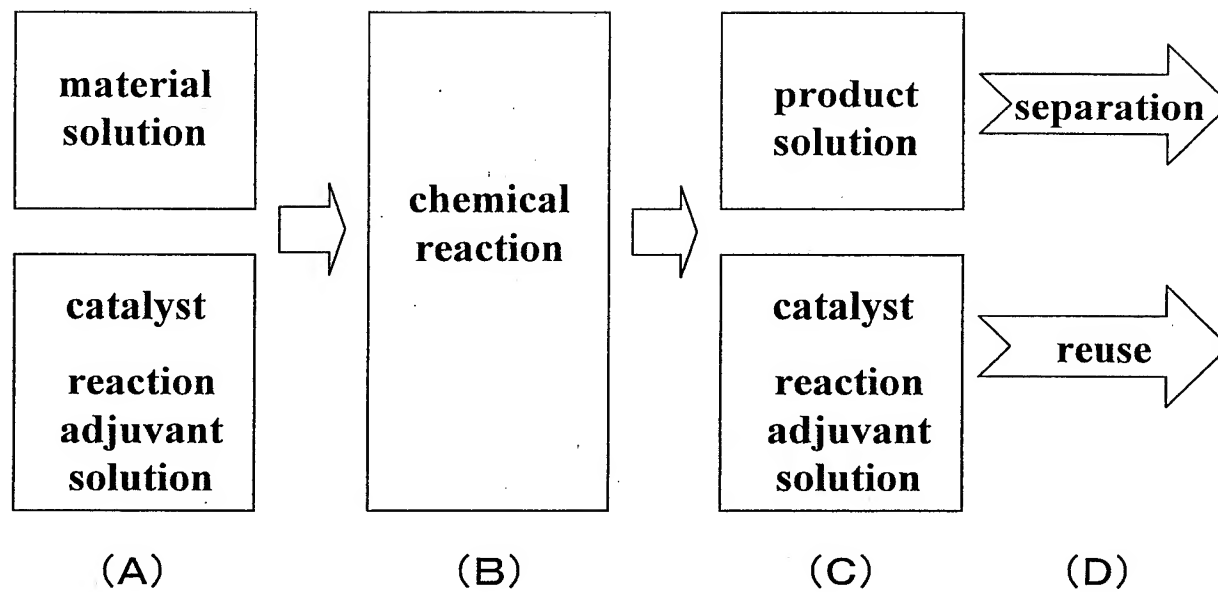 material
solution
catalyst
reaction
adjuvant
solution
chemical
reaction
product
solution
catalyst
reaction
adjuvant
solution
separation
reuse
(A)
(B)
(C)
(D)